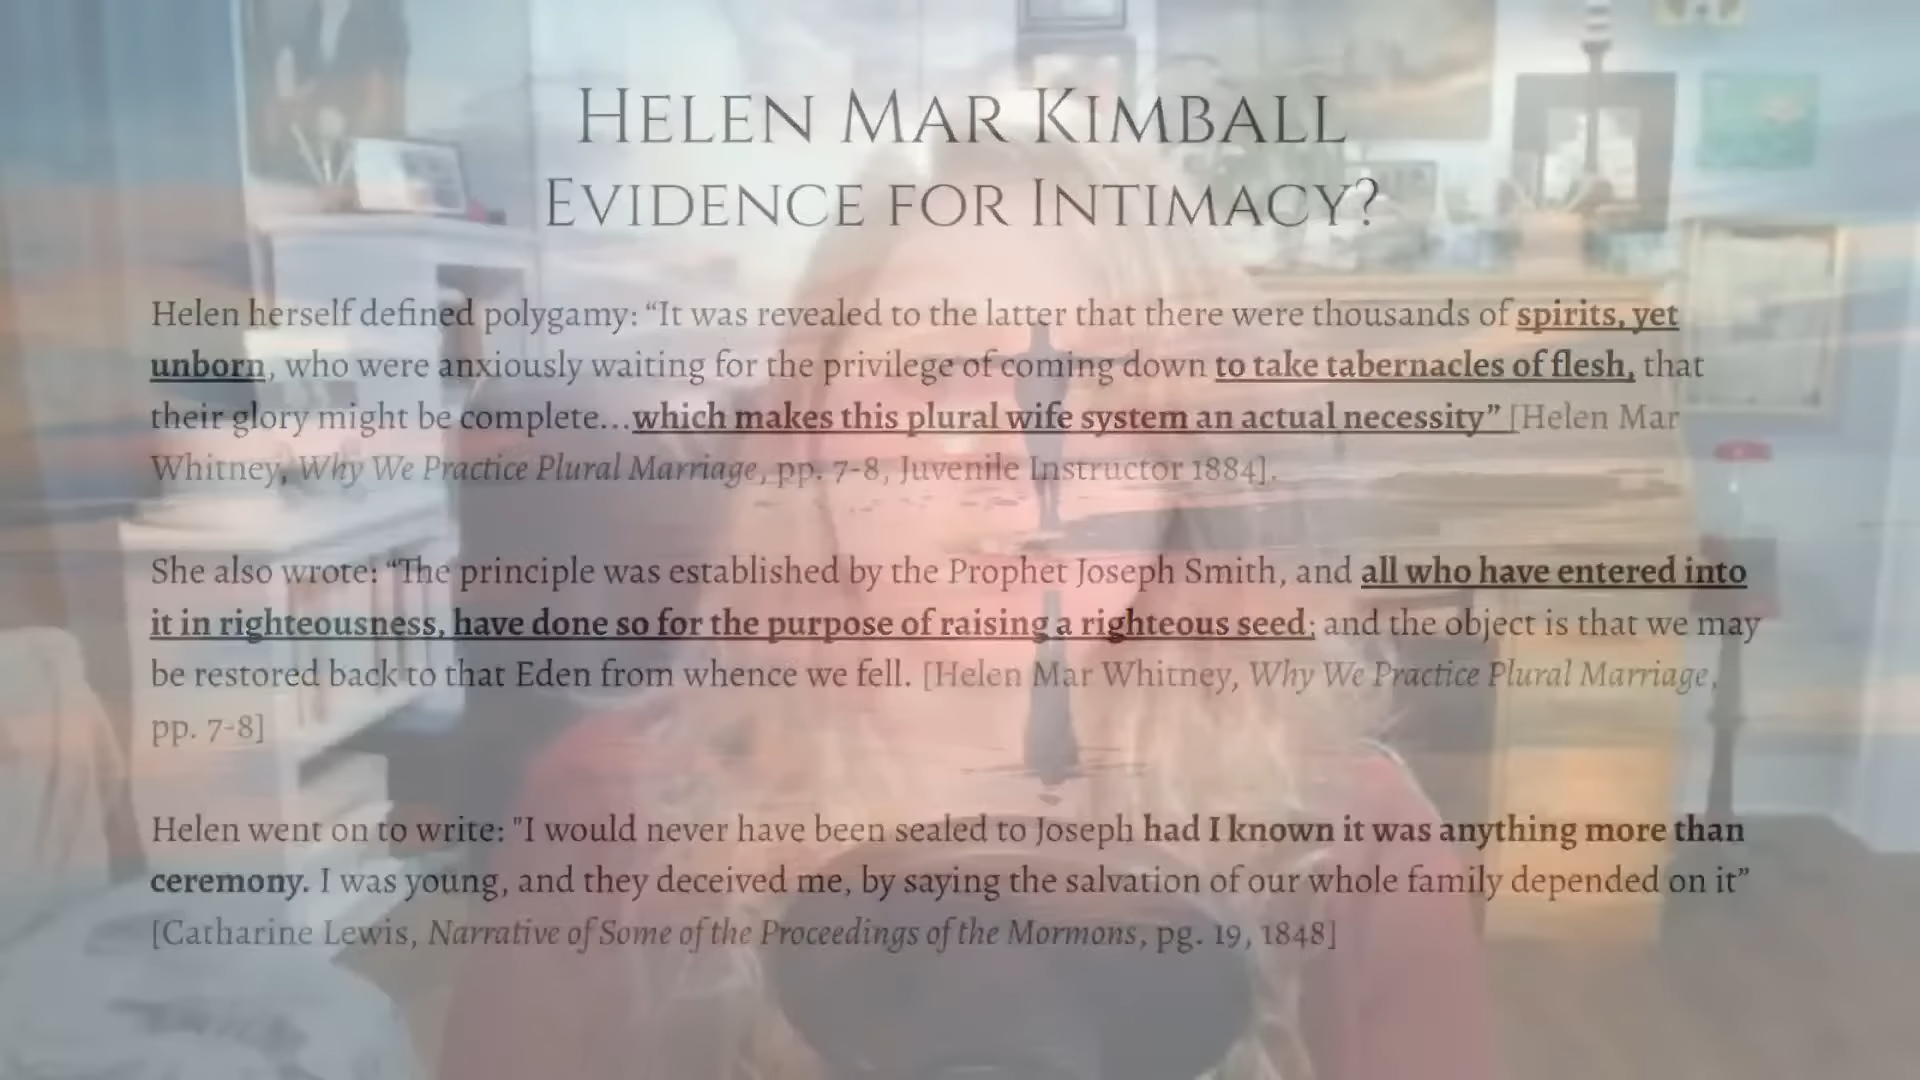 HELEN MAR KIMBALL
EVIDENCE FOR INTIMACY?
Helen herself defined polygamy: “It was revealed to the latter that there were thousands of spirits, yet
unborn, who were anxiously waiting for the privilege of coming down to take tabernacles of flesh, that
their glory might be complete…which makes this plural wife system an actual necessity” [Helen Mar
Whitney, Why We Practice Plural Marriage, pp. 7-8, Juvenile Instructor 1884].
She also wrote: “The principle was established by the Prophet Joseph Smith, and all who have entered into
it in righteousness, have done so for the purpose of raising a righteous seed; and the object is that we may
be restored back to that Eden from whence we fell. [Helen Mar Whitney, Why We Practice Plural Marriage,
pp. 7-8]
Helen went on to write: "I would never have been sealed to Joseph had I known it was anything more than
ceremony. I was young, and they deceived me, by saying the salvation of our whole family depended on it”
[Catharine Lewis, Narrative of Some of the Proceedings of the Mormons, pg. 19, 1848]